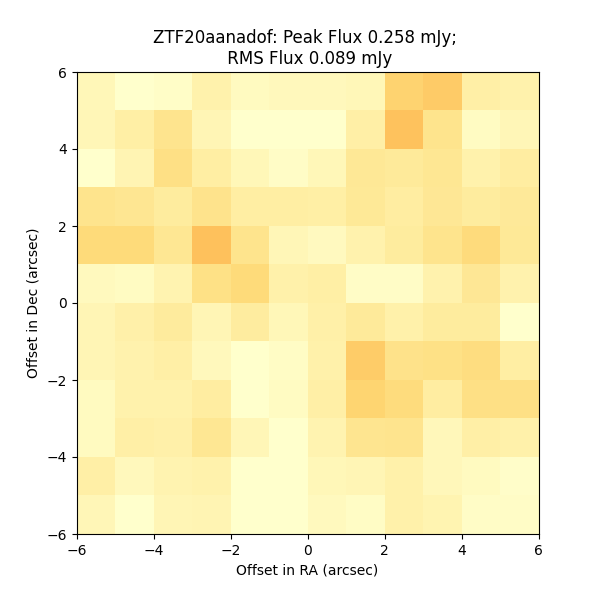 ZTF20aanadof: Peak Flux 0.258 mJy;
RMS Flux 0.089 mJy
6
4
2
0
−2
−4
−6
Offset in Dec (arcsec)
−6 −4 −2 0 2 4 6
Offset in RA (arcsec)